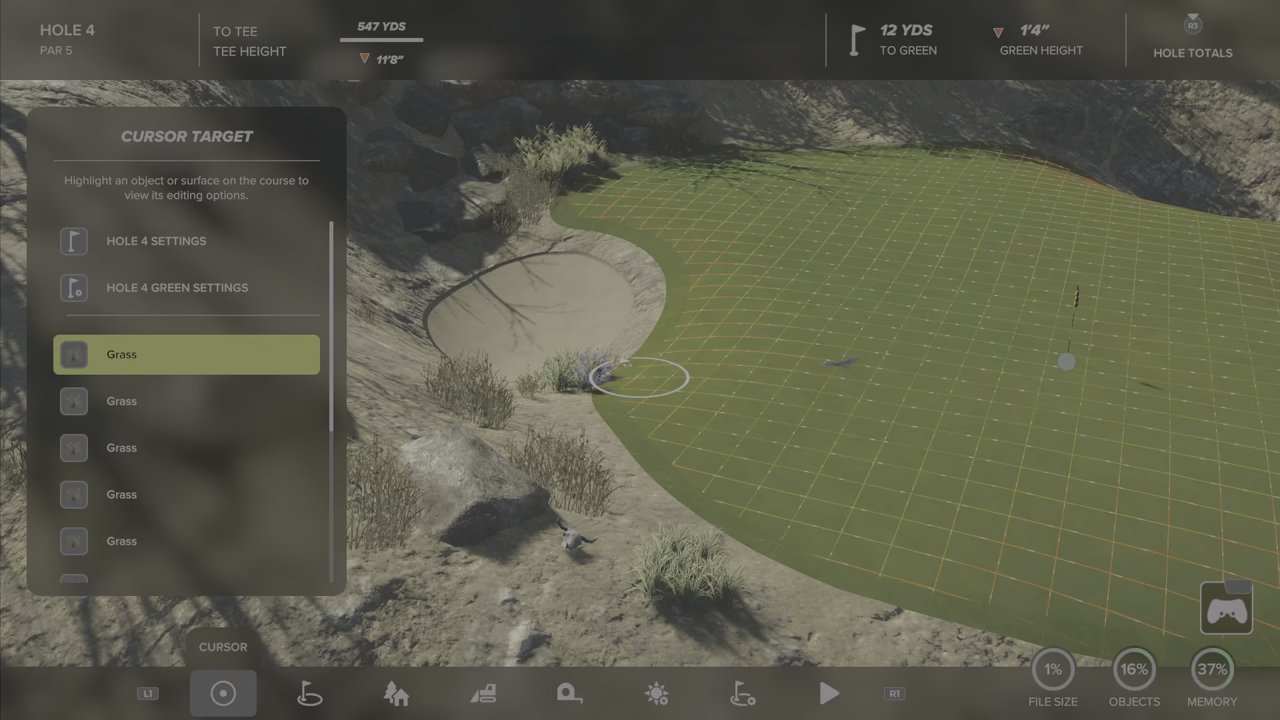 HOLE 4
PAR 5
TO TEE
TEE HEIGHT
547 YDS
11'8"
12 YDS
TO GREEN
1'4"
GREEN HEIGHT
R3
HOLE TOTALS
CURSOR TARGET
Highlight an object or surface on the course to
view its editing options.
HOLE 4 SETTINGS
HOLE 4 GREEN SETTINGS
Grass
Grass
Grass
Grass
Grass
CURSOR
L1
R1
1%
FILE SIZE
16%
OBJECTS
37%
MEMORY